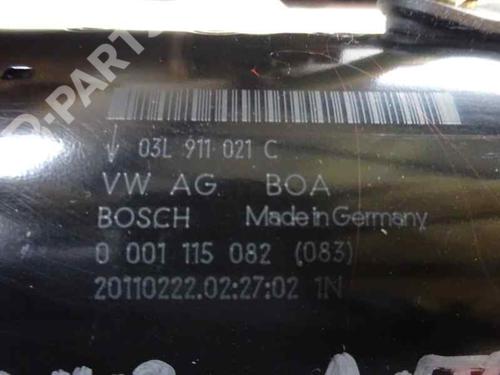 B-PARTS
03L 911 021 C
VW AG BOA
BOSCH Made in Germany
0 001 115 082 (083)
20110222.02:27:02 1N